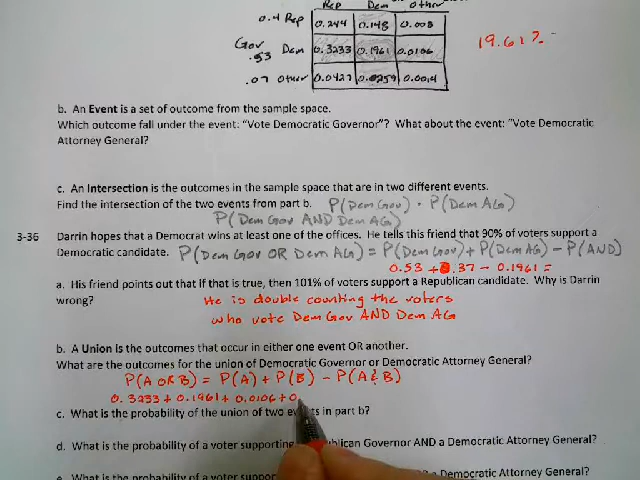 Rep Dem Other
0.4 Rep 0.244 0.148 0.008
Gov
.53 Dem 0.3233 0.1961 0.0106
.07 Other 0.0427 0.0259 0.0014
19.61%
b. An Event is a set of outcome from the sample space.
Which outcome fall under the event: "Vote Democratic Governor"? What about the event: "Vote Democratic
Attorney General?
c. An Intersection is the outcomes in the sample space that are in two different events.
Find the intersection of the two events from part b. P(Dem Gov) · P(Dem AG)
P(Dem Gov AND Dem AG)
3-36 Darrin hopes that a Democrat wins at least one of the offices. He tells this friend that 90% of voters support a
Democratic candidate. P(Dem Gov OR Dem AG) = P(Dem Gov) + P(Dem AG) - P(AND)
0.53 + 0.37 - 0.1961 =
a. His friend points out that if that is true, then 101% of voters support a Republican candidate. Why is Darrin
wrong? He is double counting the voters
who vote Dem Gov AND Dem AG
b. A Union is the outcomes that occur in either one event OR another.
What are the outcomes for the union of Democratic Governor or Democratic Attorney General?
P(A OR B) = P(A) + P(B) - P(A & B)
0.3233 + 0.1961 + 0.0106 + 0
c. What is the probability of the union of two events in part b?
d. What is the probability of a voter supporting publican Governor AND a Democratic Attorney General?